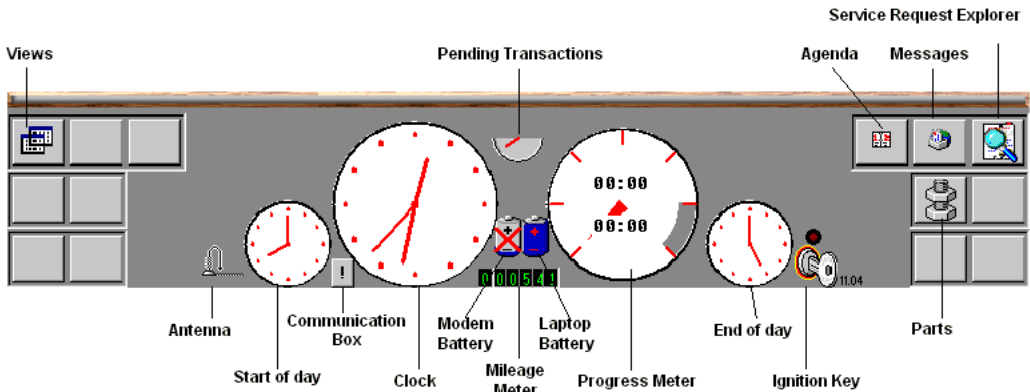 Service Request Explorer
Views
Pending Transactions
Agenda
Messages
00:00
00:00
!
000541
11.04
Antenna
Communication
Box
Modem
Battery
Laptop
Battery
End of day
Parts
Start of day
Clock
Mileage
Meter
Progress Meter
Ignition Key